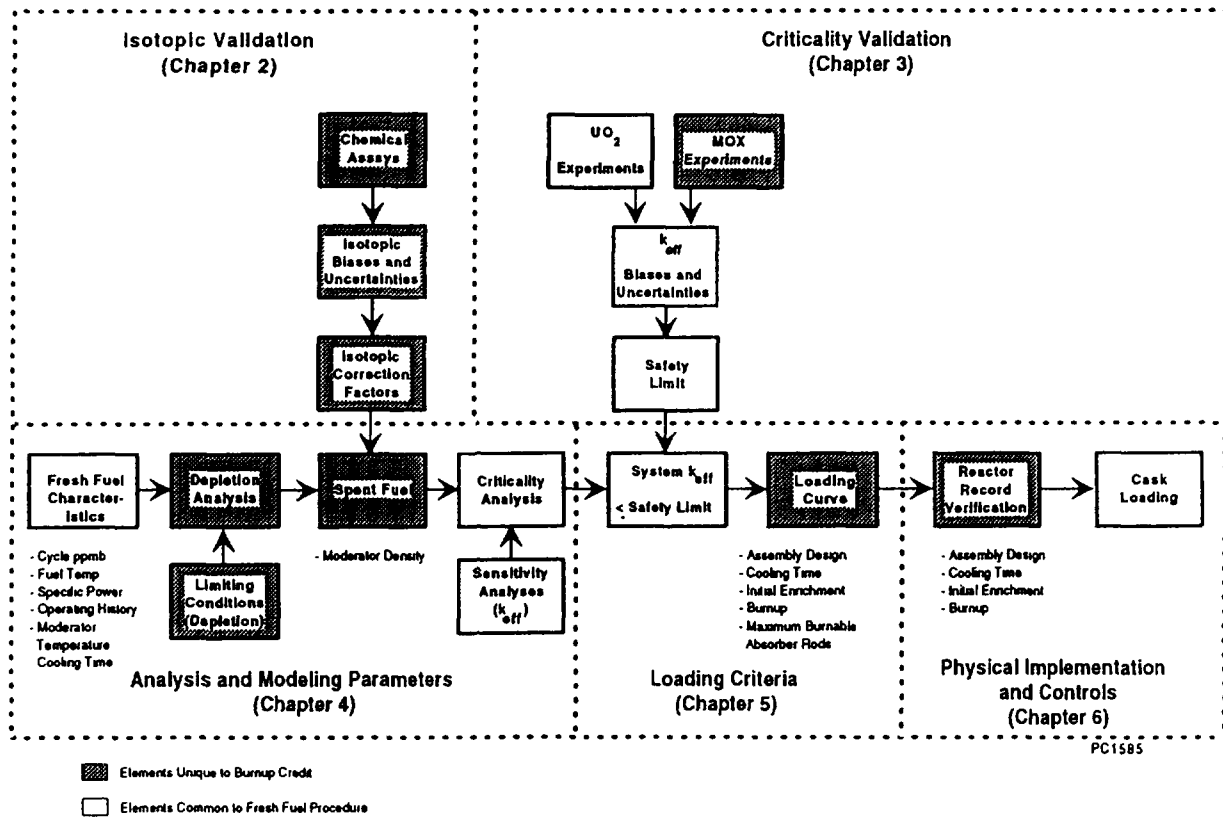 Isotopic Validation
(Chapter 2)
Criticality Validation
(Chapter 3)
Chemical
Assays
Isotopic
Biases and
Uncertainties
Isotopic
Correction
Factors
UO2
Experiments
MOX
Experiments
k eff
Biases and
Uncertainties
Safety
Limit
Fresh Fuel
Character-
istics
Depletion
Analysis
Spent Fuel
Criticality
Analysis
System k eff
< Safety Limit
Loading
Curve
Reactor
Record
Verification
Cask
Loading
- Cycle ppmb
- Fuel Temp
- Specific Power
- Operating History
- Moderator
Temperature
Cooling Time
Limiting
Conditions
(Depletion)
- Moderator Density
Sensitivity
Analyses
(k eff)
- Assembly Design
- Cooling Time
- Initial Enrichment
- Burnup
- Maximum Burnable
Absorber Rods
- Assembly Design
- Cooling Time
- Initial Enrichment
- Burnup
Analysis and Modeling Parameters
(Chapter 4)
Loading Criteria
(Chapter 5)
Physical Implementation
and Controls
(Chapter 6)
PC1585
Elements Unique to Burnup Credit
Elements Common to Fresh Fuel Procedure